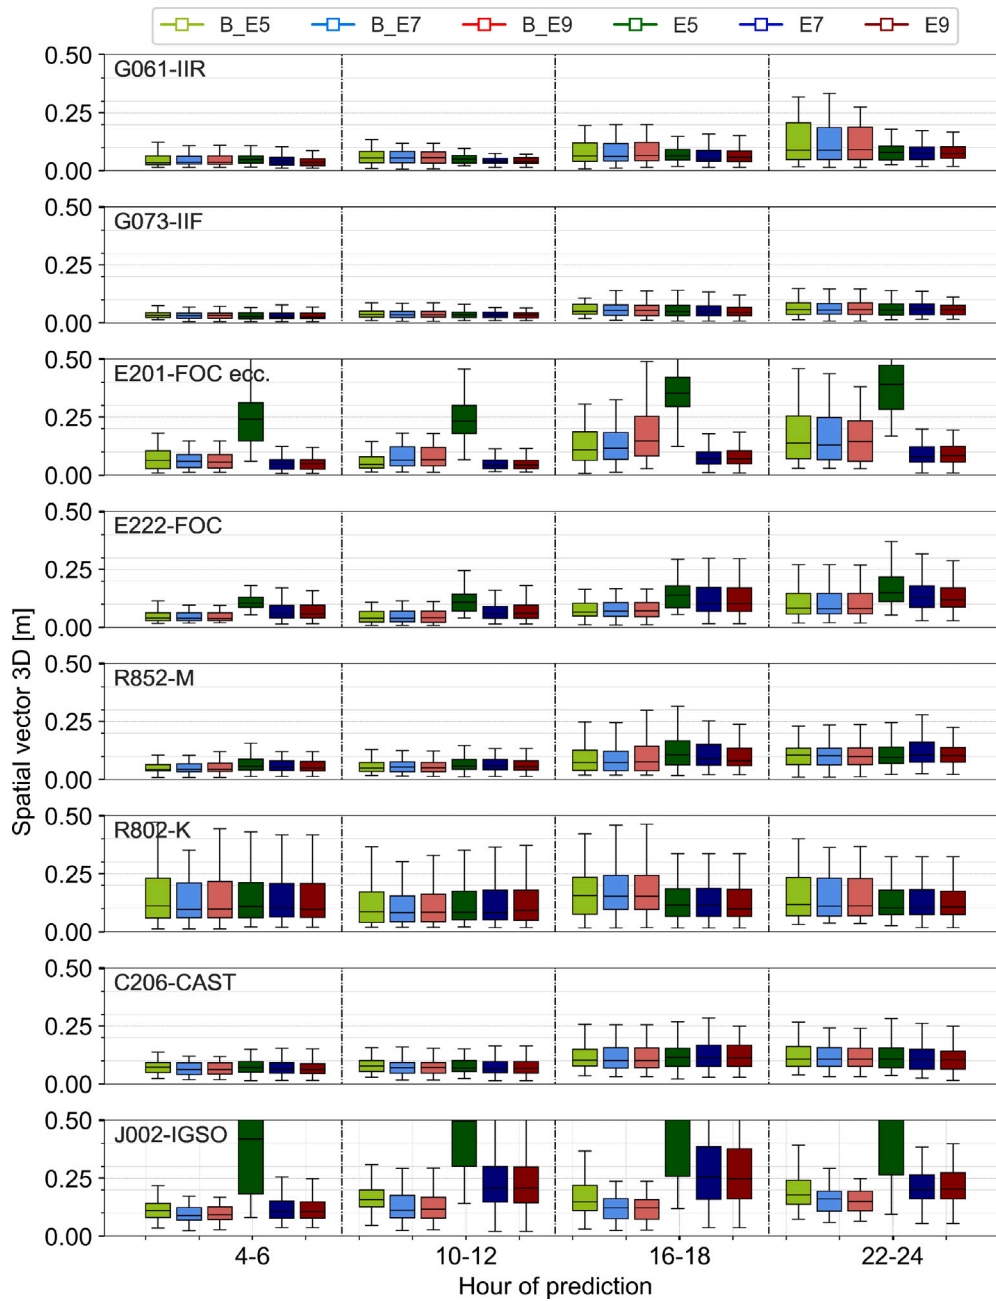 B_E5 B_E7 B_E9 E5 E7 E9
0.50
G061-IIR
0.25
0.00
0.50
G073-IIF
0.25
0.00
0.50
E201-FOC ecc.
0.25
0.00
0.50
E222-FOC
0.25
0.00
0.50
R852-M
0.25
0.00
0.50
R802-K
0.25
0.00
0.50
C206-CAST
0.25
0.00
0.50
J002-IGSO
0.25
0.00
Spatial vector 3D [m]
4-6 10-12 16-18 22-24
Hour of prediction